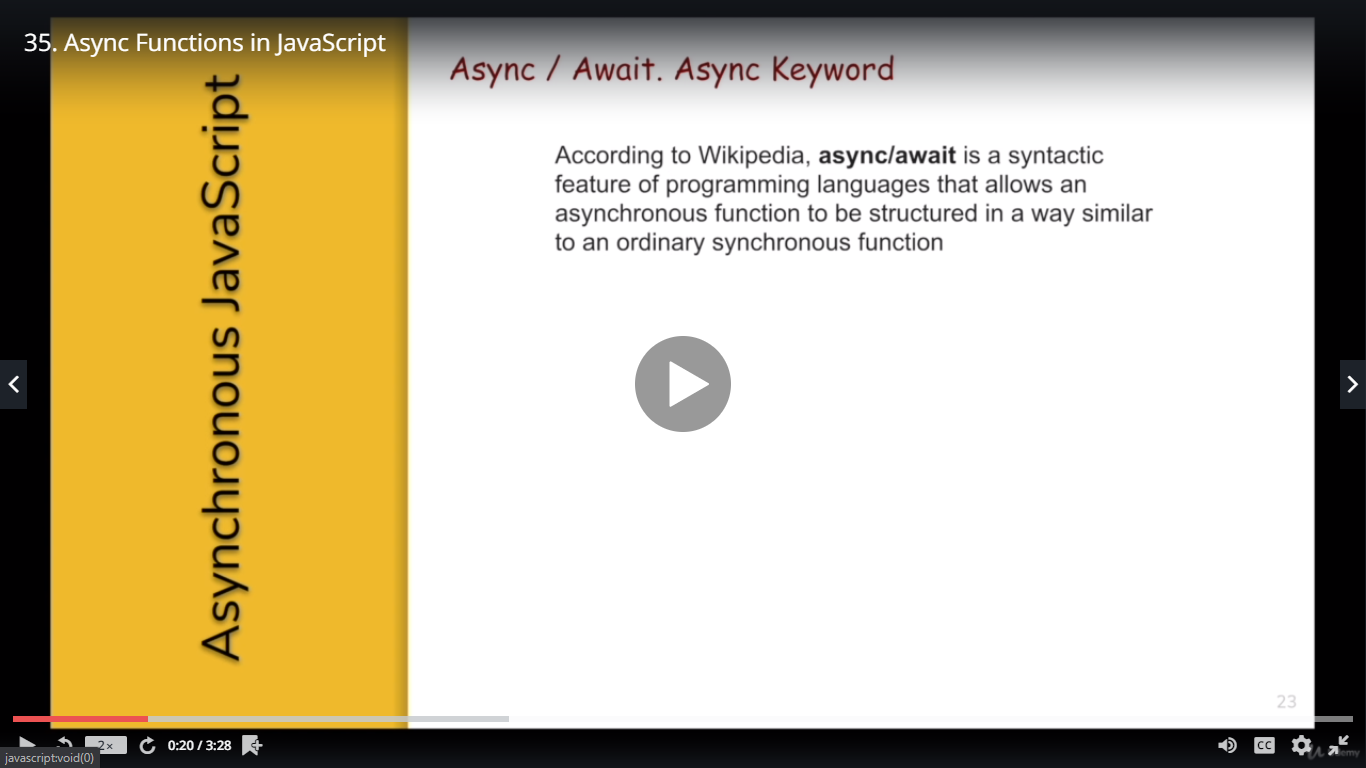 35. Async Functions in JavaScript
Asynchronous JavaScript
Async / Await. Async Keyword
According to Wikipedia, async/await is a syntactic
feature of programming languages that allows an
asynchronous function to be structured in a way similar
to an ordinary synchronous function
23
2×
0:20 / 3:28
CC
javascript:void(0)